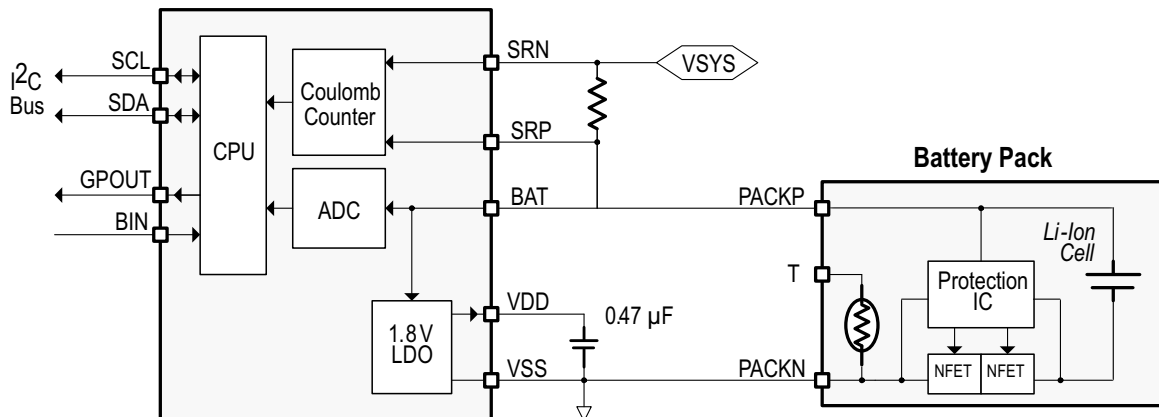 I2C
Bus
SCL
SDA
GPOUT
BIN
CPU
Coulomb
Counter
ADC
1.8 V
LDO
SRN
SRP
BAT
VDD
VSS
VSYS
0.47 µF
Battery Pack
PACKP
T
PACKN
Li-Ion
Cell
Protection
IC
NFET
NFET